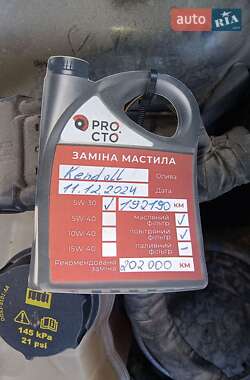 AUTO
RIA
PRO.
СТО
ЗАМІНА МАСТИЛА
Kendall Олива
11.12.2024 Дата
5W-30 ✓ 192190 КМ
5W-40 Масляний фільтр ✓
10W-40 повітряний фільтр ✓
15W-40 паливний фільтр –
Рекомендована заміна 202000 КМ
145 kPa
21 psi